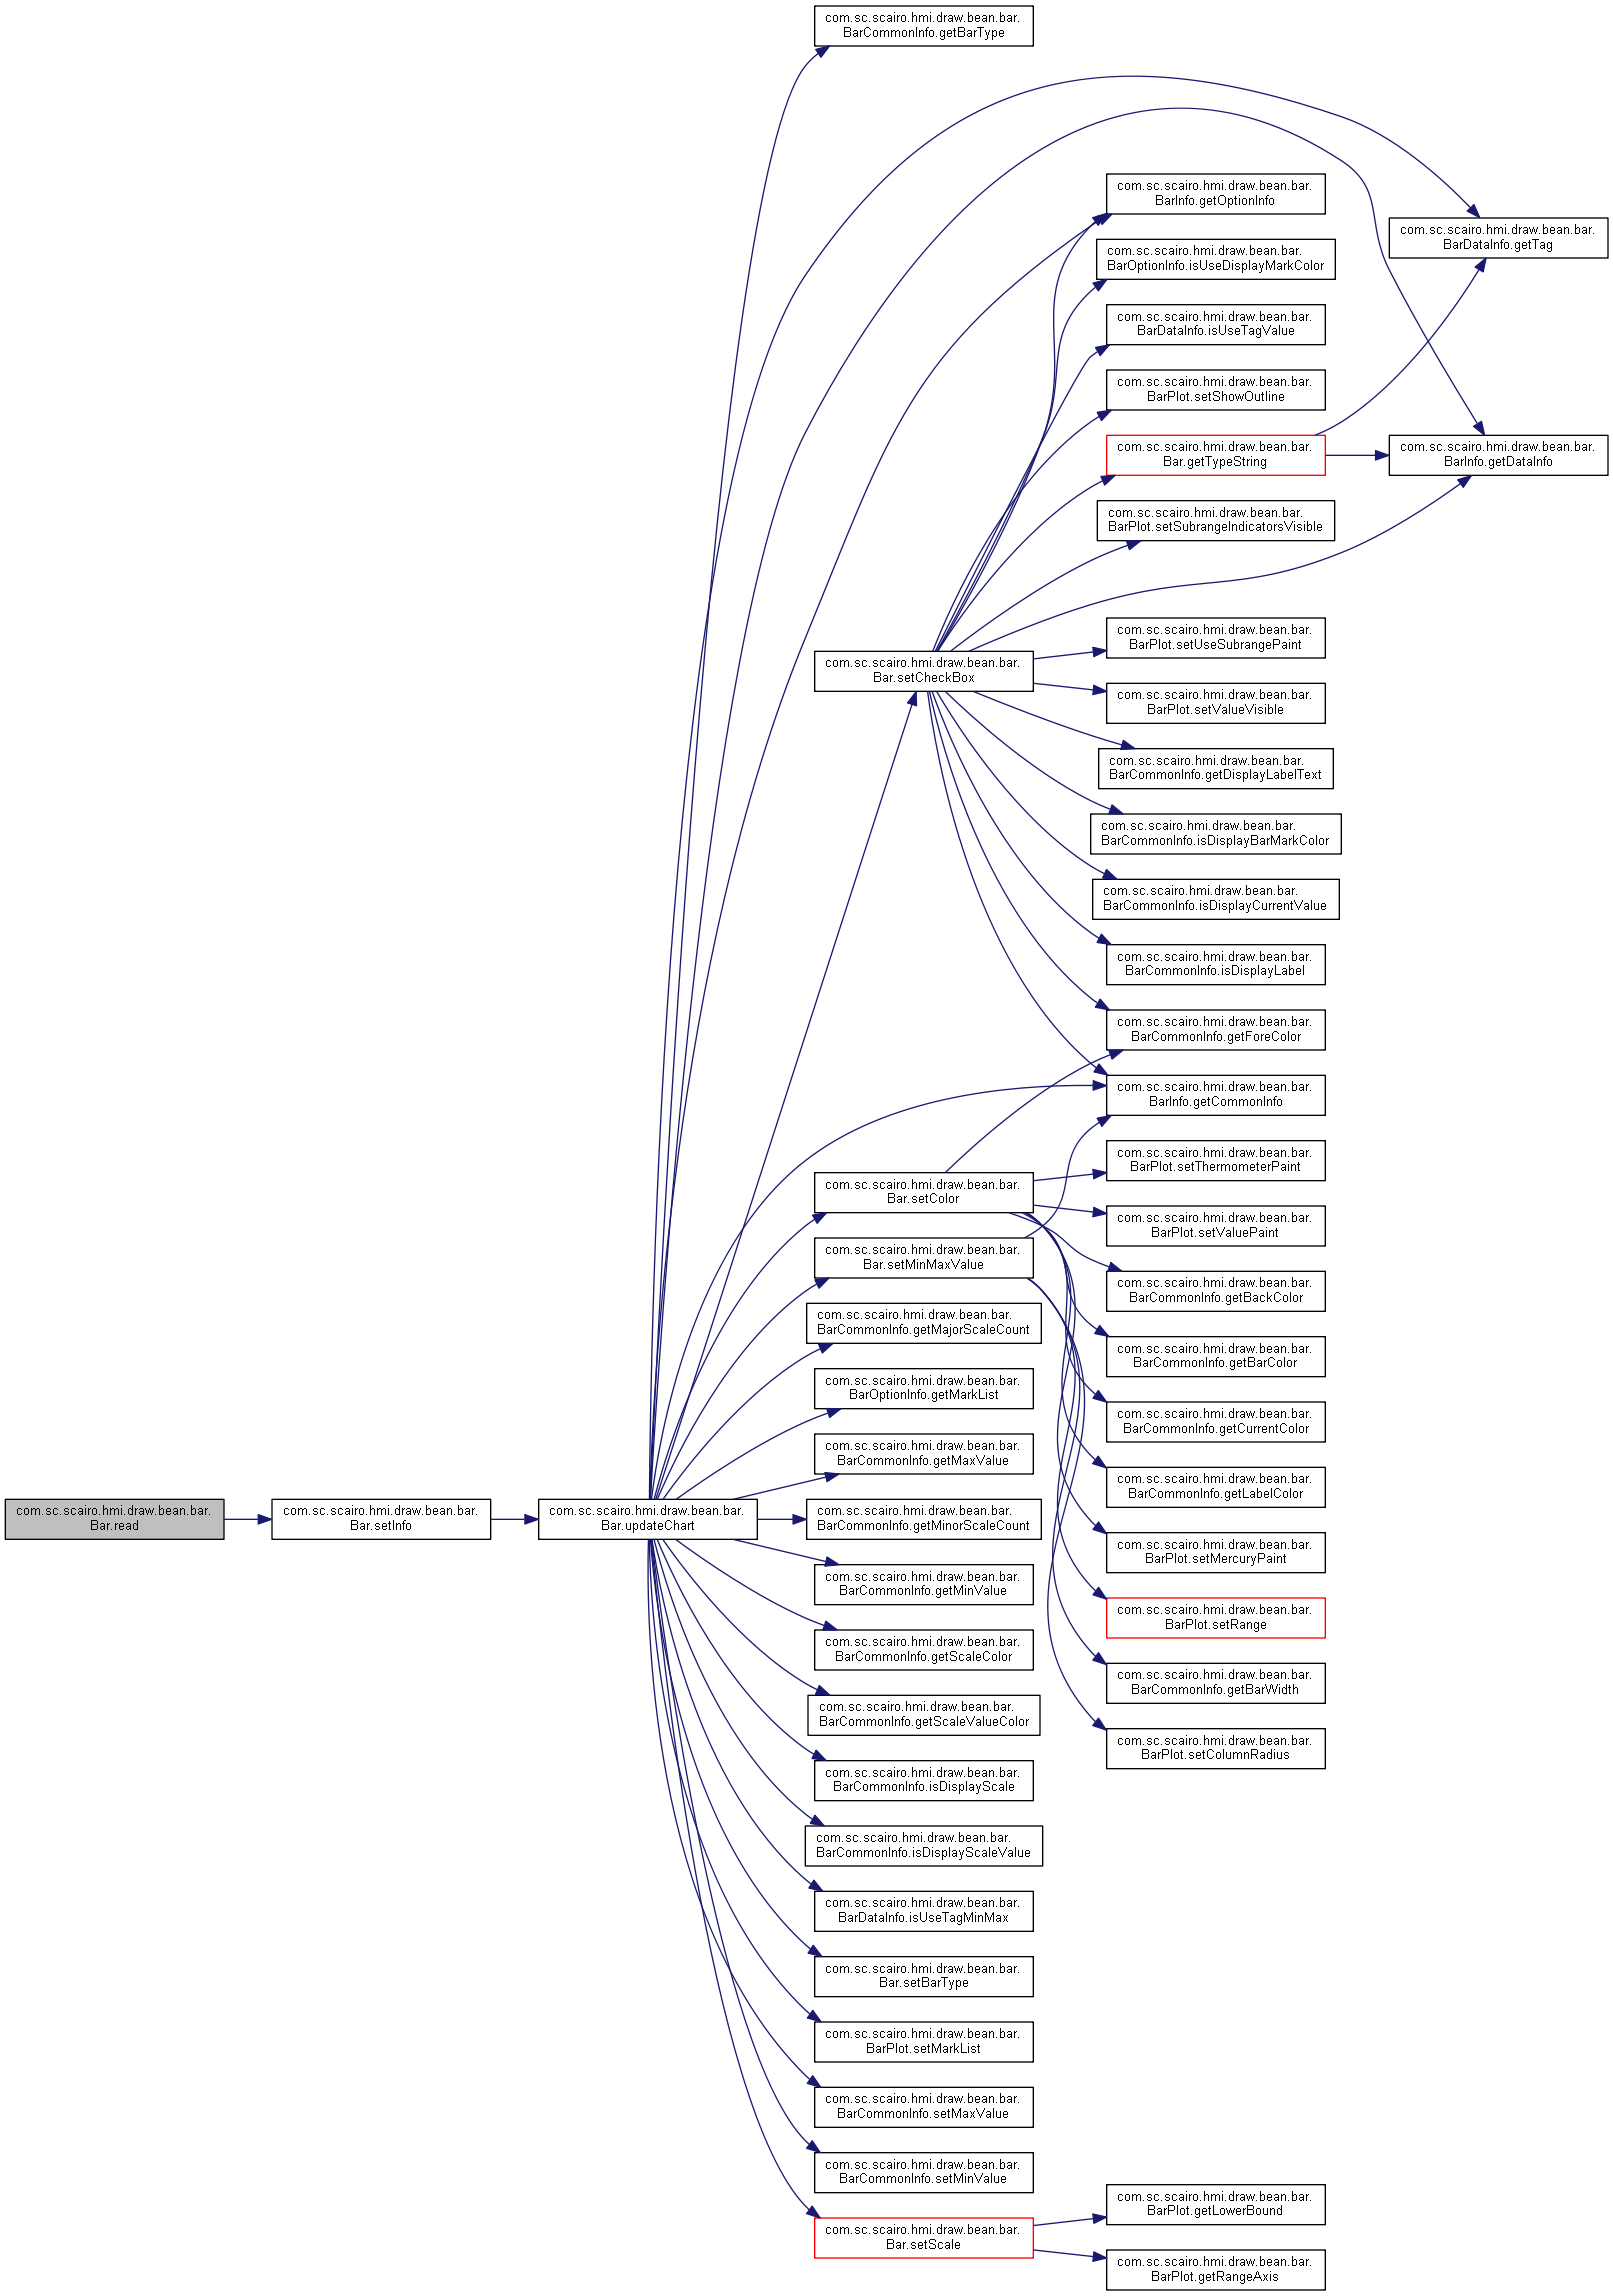 com.sc.scairo.hmi.draw.bean.bar.
Bar.read
com.sc.scairo.hmi.draw.bean.bar.
Bar.setInfo
com.sc.scairo.hmi.draw.bean.bar.
Bar.updateChart
com.sc.scairo.hmi.draw.bean.bar.
BarCommonInfo.getBarType
com.sc.scairo.hmi.draw.bean.bar.
Bar.setCheckBox
com.sc.scairo.hmi.draw.bean.bar.
Bar.setColor
com.sc.scairo.hmi.draw.bean.bar.
Bar.setMinMaxValue
com.sc.scairo.hmi.draw.bean.bar.
BarCommonInfo.getMajorScaleCount
com.sc.scairo.hmi.draw.bean.bar.
BarOptionInfo.getMarkList
com.sc.scairo.hmi.draw.bean.bar.
BarCommonInfo.getMaxValue
com.sc.scairo.hmi.draw.bean.bar.
BarCommonInfo.getMinorScaleCount
com.sc.scairo.hmi.draw.bean.bar.
BarCommonInfo.getMinValue
com.sc.scairo.hmi.draw.bean.bar.
BarCommonInfo.getScaleColor
com.sc.scairo.hmi.draw.bean.bar.
BarCommonInfo.getScaleValueColor
com.sc.scairo.hmi.draw.bean.bar.
BarCommonInfo.isDisplayScale
com.sc.scairo.hmi.draw.bean.bar.
BarCommonInfo.isDisplayScaleValue
com.sc.scairo.hmi.draw.bean.bar.
BarDataInfo.isUseTagMinMax
com.sc.scairo.hmi.draw.bean.bar.
Bar.setBarType
com.sc.scairo.hmi.draw.bean.bar.
BarPlot.setMarkList
com.sc.scairo.hmi.draw.bean.bar.
BarCommonInfo.setMaxValue
com.sc.scairo.hmi.draw.bean.bar.
BarCommonInfo.setMinValue
com.sc.scairo.hmi.draw.bean.bar.
Bar.setScale
com.sc.scairo.hmi.draw.bean.bar.
BarInfo.getOptionInfo
com.sc.scairo.hmi.draw.bean.bar.
BarOptionInfo.isUseDisplayMarkColor
com.sc.scairo.hmi.draw.bean.bar.
BarDataInfo.isUseTagValue
com.sc.scairo.hmi.draw.bean.bar.
BarPlot.setShowOutline
com.sc.scairo.hmi.draw.bean.bar.
Bar.getTypeString
com.sc.scairo.hmi.draw.bean.bar.
BarPlot.setSubrangeIndicatorsVisible
com.sc.scairo.hmi.draw.bean.bar.
BarPlot.setUseSubrangePaint
com.sc.scairo.hmi.draw.bean.bar.
BarPlot.setValueVisible
com.sc.scairo.hmi.draw.bean.bar.
BarCommonInfo.getDisplayLabelText
com.sc.scairo.hmi.draw.bean.bar.
BarCommonInfo.isDisplayBarMarkColor
com.sc.scairo.hmi.draw.bean.bar.
BarCommonInfo.isDisplayCurrentValue
com.sc.scairo.hmi.draw.bean.bar.
BarCommonInfo.isDisplayLabel
com.sc.scairo.hmi.draw.bean.bar.
BarCommonInfo.getForeColor
com.sc.scairo.hmi.draw.bean.bar.
BarInfo.getCommonInfo
com.sc.scairo.hmi.draw.bean.bar.
BarPlot.setThermometerPaint
com.sc.scairo.hmi.draw.bean.bar.
BarPlot.setValuePaint
com.sc.scairo.hmi.draw.bean.bar.
BarCommonInfo.getBackColor
com.sc.scairo.hmi.draw.bean.bar.
BarCommonInfo.getBarColor
com.sc.scairo.hmi.draw.bean.bar.
BarCommonInfo.getCurrentColor
com.sc.scairo.hmi.draw.bean.bar.
BarCommonInfo.getLabelColor
com.sc.scairo.hmi.draw.bean.bar.
BarPlot.setMercuryPaint
com.sc.scairo.hmi.draw.bean.bar.
BarPlot.setRange
com.sc.scairo.hmi.draw.bean.bar.
BarCommonInfo.getBarWidth
com.sc.scairo.hmi.draw.bean.bar.
BarPlot.setColumnRadius
com.sc.scairo.hmi.draw.bean.bar.
BarPlot.getLowerBound
com.sc.scairo.hmi.draw.bean.bar.
BarPlot.getRangeAxis
com.sc.scairo.hmi.draw.bean.bar.
BarDataInfo.getTag
com.sc.scairo.hmi.draw.bean.bar.
BarInfo.getDataInfo